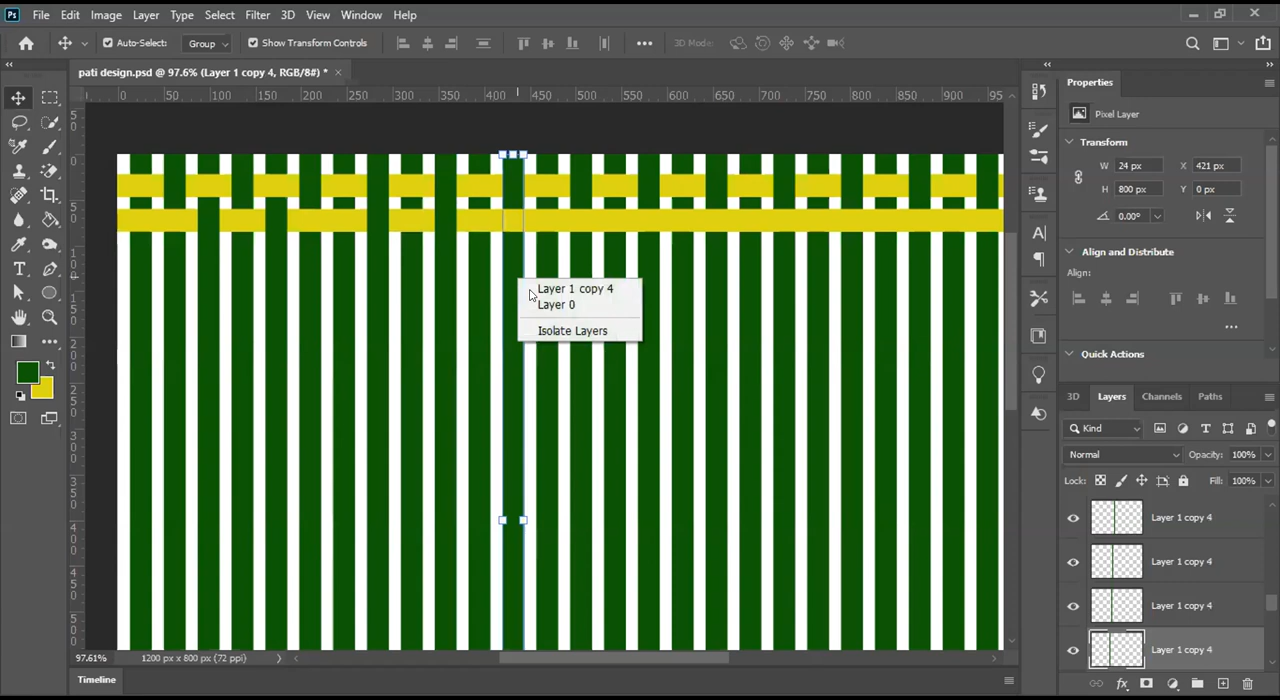 Ps File Edit Image Layer Type Select Filter 3D View Window Help
Auto-Select: Group Show Transform Controls 3D Mode:
pati design.psd @ 97.6% (Layer 1 copy 4, RGB/8#) *
0 50 100 150 200 250 300 350 400 450 500 550 600 650 700 750 800 850 900 95
Layer 1 copy 4
Layer 0
Isolate Layers
97.61% 1200 px x 800 px (72 ppi)
Timeline
Properties
Pixel Layer
Transform
W 24 px X 421 px
H 800 px Y 0 px
0.00°
Align and Distribute
Align:
Quick Actions
3D Layers Channels Paths
Kind
Normal Opacity: 100%
Lock: Fill: 100%
Layer 1 copy 4
Layer 1 copy 4
Layer 1 copy 4
Layer 1 copy 4